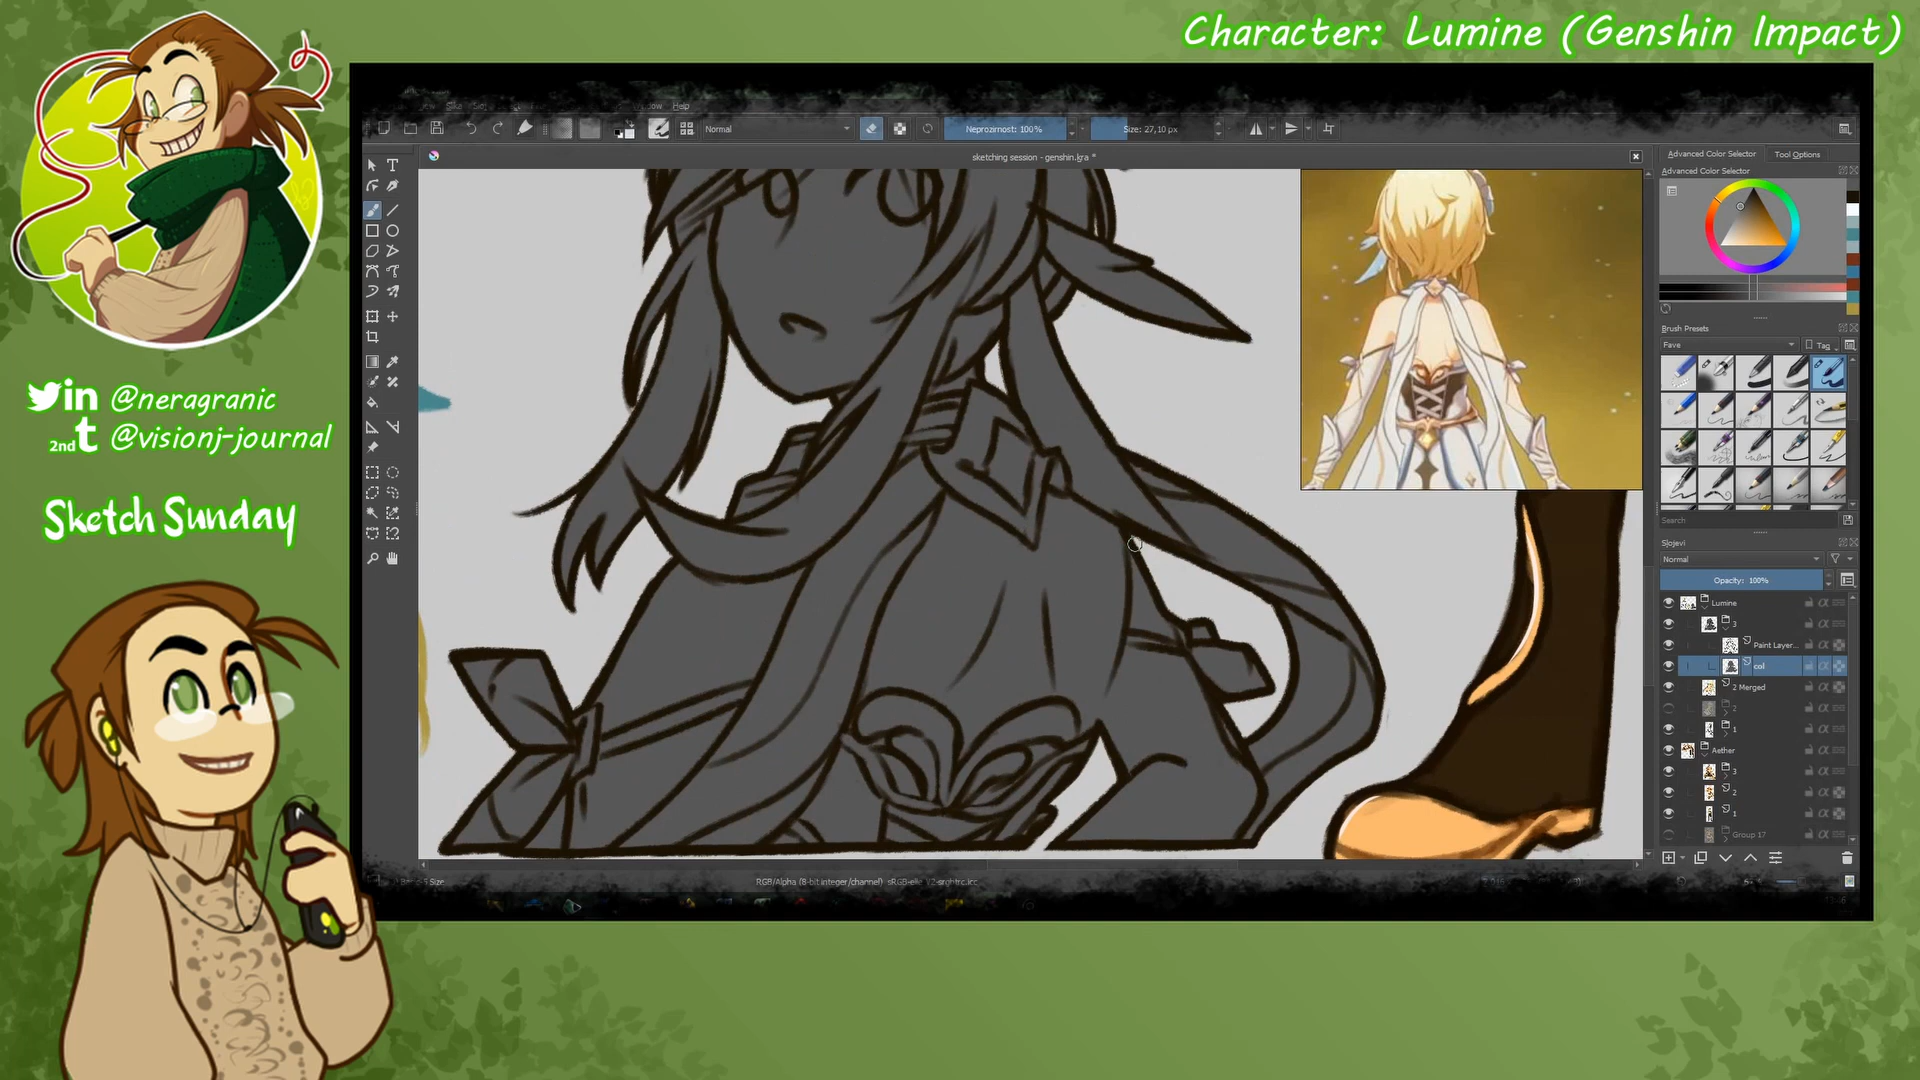 Character: Lumine (Genshin Impact)
Window Help
Normal
Neprozirnost: 100%
Size: 27,10 px
sketching session - genshin.kra *
Advanced Color Selector
Tool Options
Advanced Color Selector
Brush Presets
Fave
Tag
Search
Slojevi
Normal
Opacity: 100%
Lumine
3
Paint Layer...
col
2 Merged
2
1
Aether
3
2
1
Group 17
RGB/Alpha (8-bit integer/channel)
@neragranic
2nd t @visionj-journal
Sketch Sunday